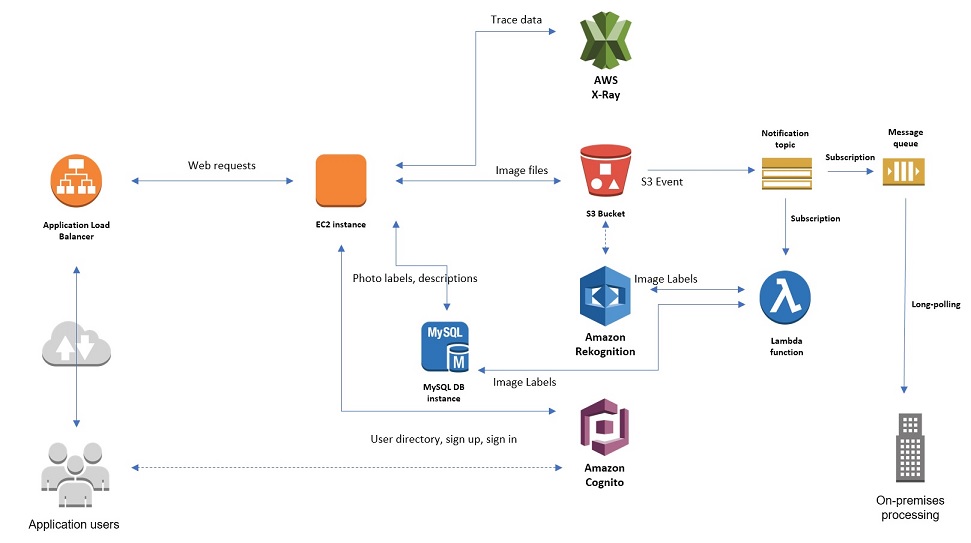 Trace data
AWS
X-Ray
Notification
topic
Message
queue
Subscription
Web requests
Image files
S3 Event
Application Load
Balancer
EC2 instance
S3 Bucket
Subscription
Photo labels, descriptions
Image Labels
MySQL
M
Amazon
Rekognition
λ
Lambda
function
Long-polling
MySQL DB
instance
Image Labels
User directory, sign up, sign in
Amazon
Cognito
Application users
On-premises
processing